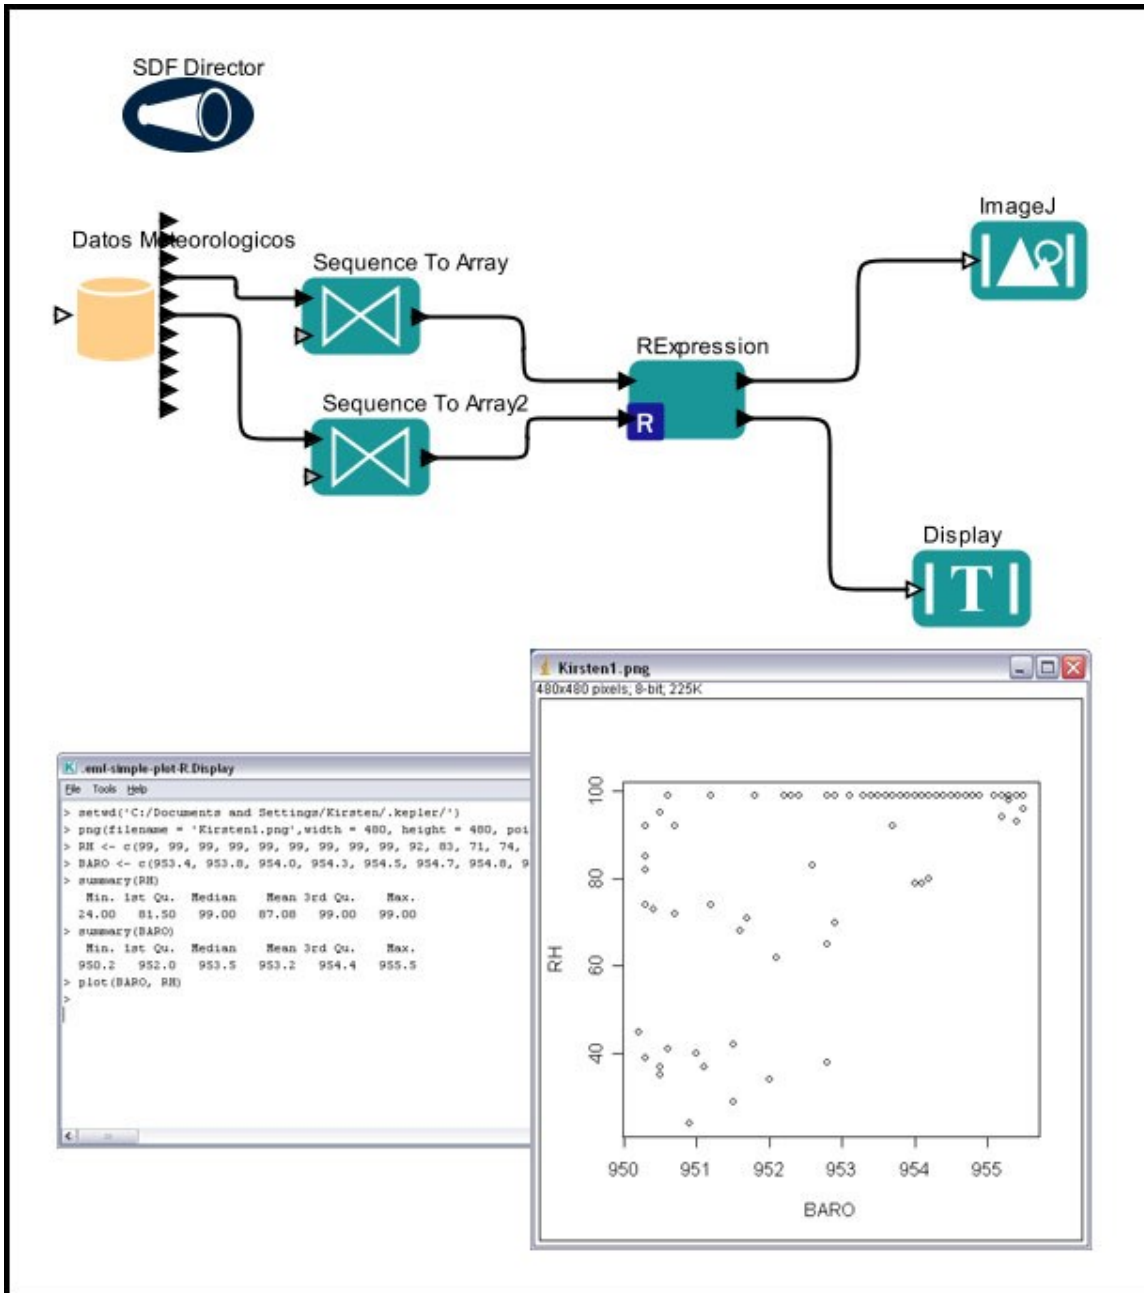 SDF Director
Datos Meteorologicos
Sequence To Array
Sequence To Array2
RExpression
R
ImageJ
Display
T
.eml-simple-plot-R.Display
File Tools Help
> setwd('C:/Documents and Settings/Kirsten/.kepler/')
> png(filename = 'Kirsten1.png',width = 480, height = 480, poi
> RH <- c(99, 99, 99, 99, 99, 99, 99, 99, 99, 92, 83, 71, 74,
> BARO <- c(953.4, 953.8, 954.0, 954.3, 954.5, 954.7, 954.8, 9
> summary(RH)
Min. 1st Qu. Median Mean 3rd Qu. Max.
24.00 81.50 99.00 87.08 99.00 99.00
> summary(BARO)
Min. 1st Qu. Median Mean 3rd Qu. Max.
950.2 952.0 953.5 953.2 954.4 955.5
> plot(BARO, RH)
>
Kirsten1.png
480x480 pixels; 8-bit; 225K
100
80
60
40
RH
950 951 952 953 954 955
BARO